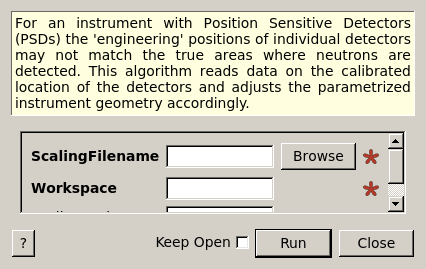 For an instrument with Position Sensitive Detectors
(PSDs) the 'engineering' positions of individual detectors
may not match the true areas where neutrons are
detected. This algorithm reads data on the calibrated
location of the detectors and adjusts the parametrized
instrument geometry accordingly.
ScalingFilename Browse *
Workspace *
? Keep Open Run Close